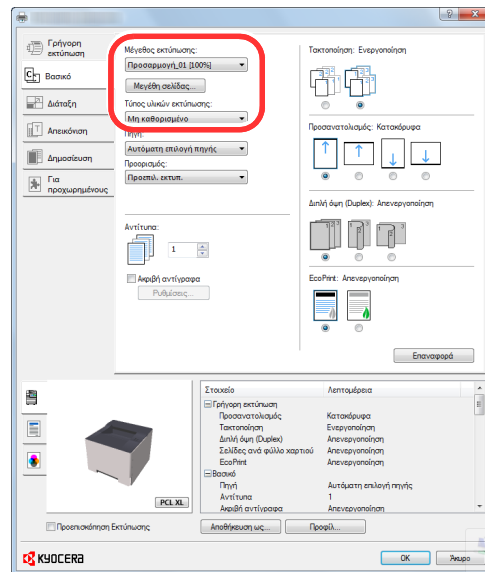 Γρήγορη
εκτύπωση
Βασικό
Διάταξη
Απεικόνιση
Δημοσίευση
Για
προχωρημένους
Μέγεθος εκτύπωσης:
Προσαρμογή_01 [100%]
Μεγέθη σελίδας...
Τύπος υλικών εκτύπωσης:
Μη καθορισμένο
Πηγή:
Αυτόματη επιλογή πηγής
Προορισμός:
Προεπιλ. εκτυπ.
Αντίτυπα:
1
Ακριβή αντίγραφα
Ρυθμίσεις...
Τακτοποίηση: Ενεργοποίηση
Προσανατολισμός: Κατακόρυφα
Διπλή όψη (Duplex): Απενεργοποίηση
EcoPrint: Απενεργοποίηση
Επαναφορά
PCL XL
Προεπισκόπηση Εκτύπωσης
Στοιχείο Λεπτομέρεια
Γρήγορη εκτύπωση
Προσανατολισμός Κατακόρυφα
Τακτοποίηση Ενεργοποίηση
Διπλή όψη (Duplex) Απενεργοποίηση
Σελίδες ανά φύλλο χαρτιού Απενεργοποίηση
EcoPrint Απενεργοποίηση
Βασικό
Πηγή Αυτόματη επιλογή πηγής
Αντίτυπα 1
Ακριβή αντίγραφα Απενεργοποίηση
Αποθήκευση ως... Προφίλ...
KYOCERA
OK Άκυρο